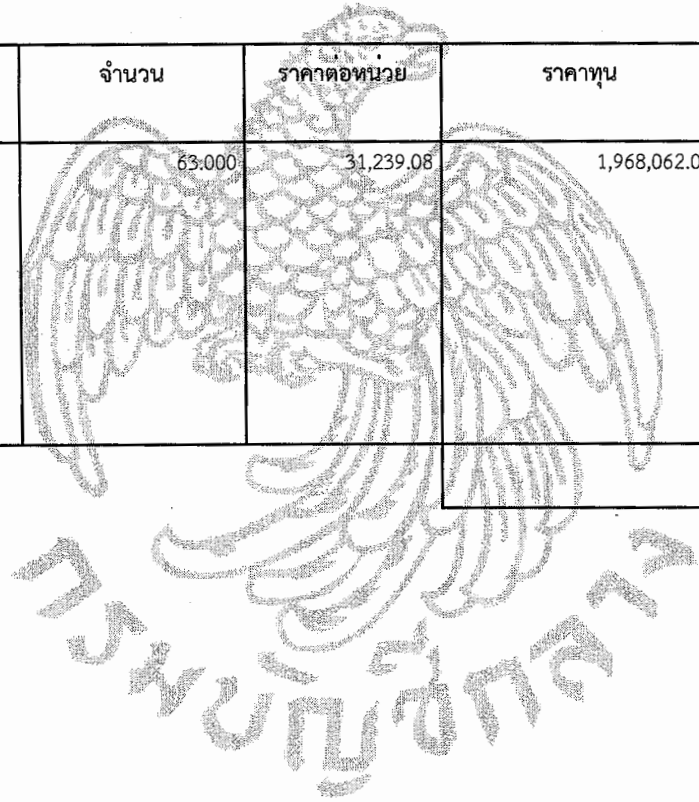 จำนวน ราคาต่อหน่วย ราคาทุน
63.000 31,239.08 1,968,062.0
กรมบัญชีกลาง